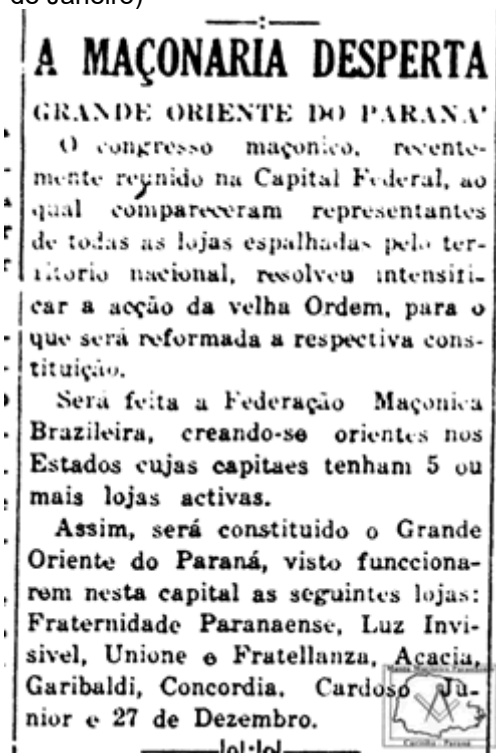 de Janeiro)
A MAÇONARIA DESPERTA
GRANDE ORIENTE DO PARANA'
O congresso maçonico, recente-
mente reunido na Capital Federal, ao
qual compareceram representantes
de todas as lojas espalhadas pelo ter-
ritorio nacional, resolveu intensifi-
car a acção da velha Ordem, para o
que será reformada a respectiva cons-
tituição.
Será feita a Federação Maçonica
Brazileira, creando-se orientes nos
Estados cujas capitaes tenham 5 ou
mais lojas activas.
Assim, será constituido o Grande
Oriente do Paraná, visto funcciona-
rem nesta capital as seguintes lojas:
Fraternidade Paranaense, Luz Invi-
sivel, Unione e Fratellanza, Acacia,
Garibaldi, Concordia, Cardoso Ju-
nior e 27 de Dezembro.